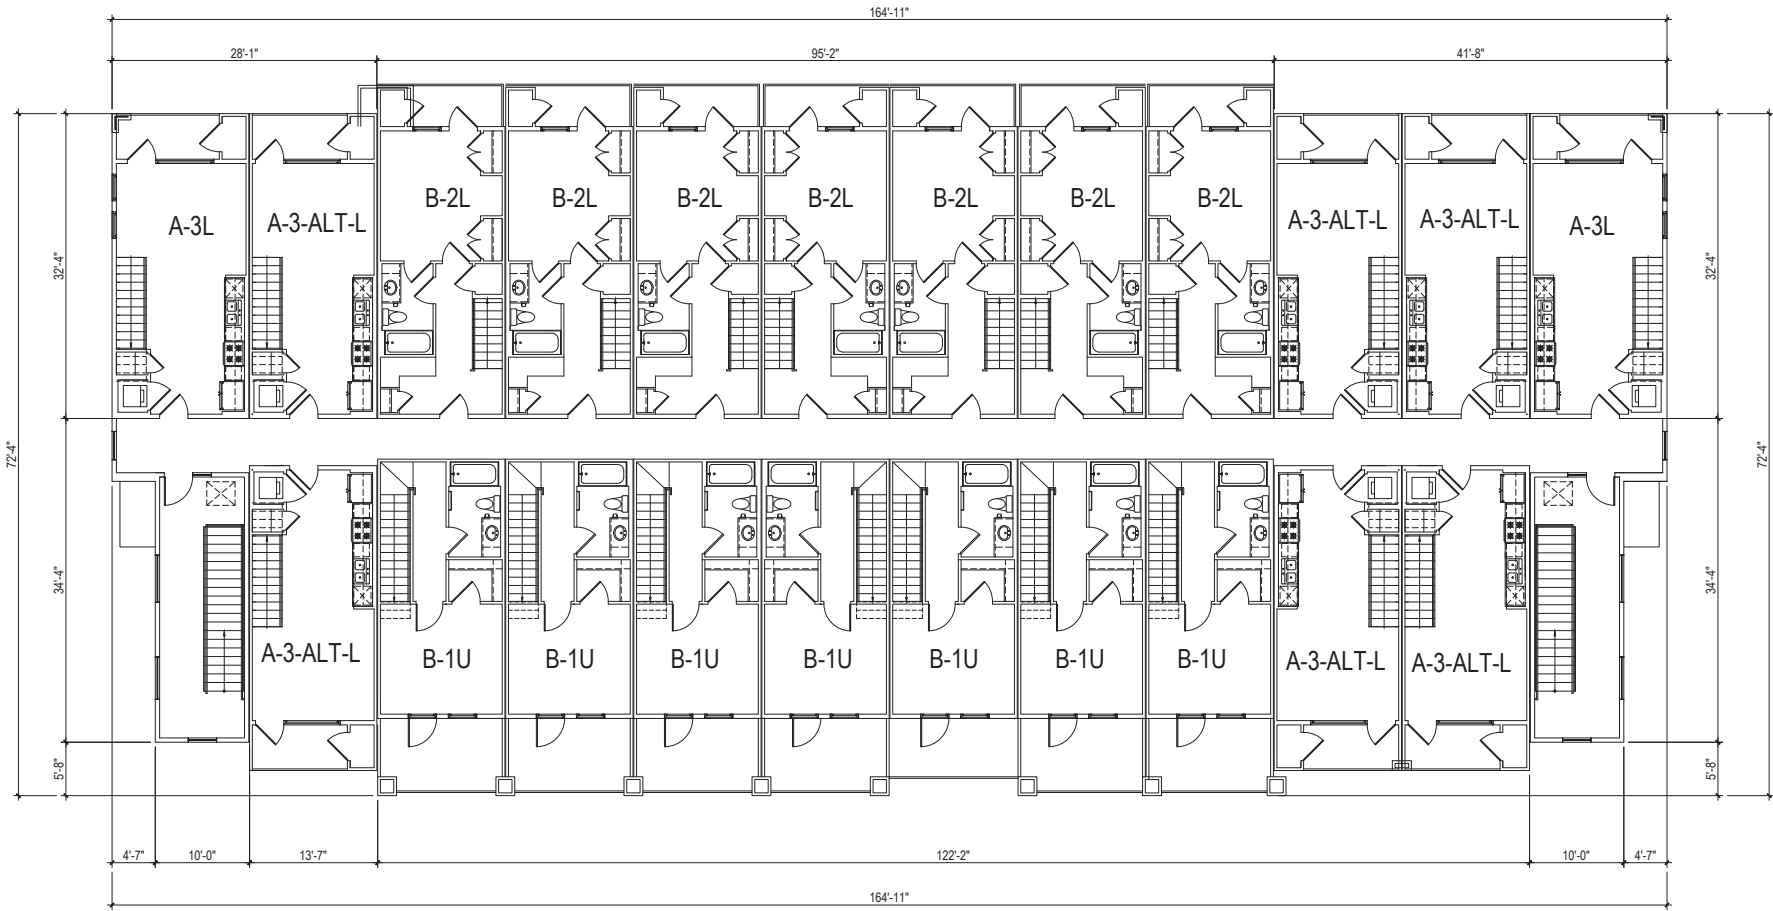 164'-11"
28'-1" 95'-2" 41'-8"
B-2L B-2L B-2L B-2L B-2L B-2L B-2L
A-3L A-3-ALT-L A-3-ALT-L A-3-ALT-L A-3L
32'-4" 32'-4"
72'-4" 72'-4"
34'-4" 34'-4"
A-3-ALT-L B-1U B-1U B-1U B-1U B-1U B-1U B-1U A-3-ALT-L A-3-ALT-L
5'-8" 5'-8"
4'-7" 10'-0" 13'-7" 122'-2" 10'-0" 4'-7"
164'-11"